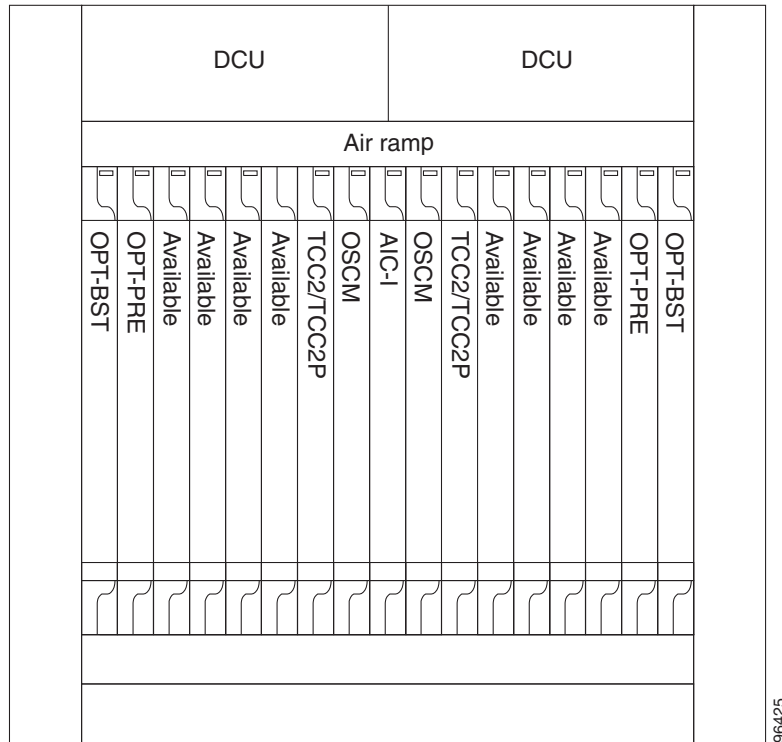 DCU
DCU
Air ramp
OPT-BST
OPT-PRE
Available
Available
Available
Available
TCC2/TCC2P
OSCM
AIC-I
OSCM
TCC2/TCC2P
Available
Available
Available
Available
OPT-PRE
OPT-BST
96425